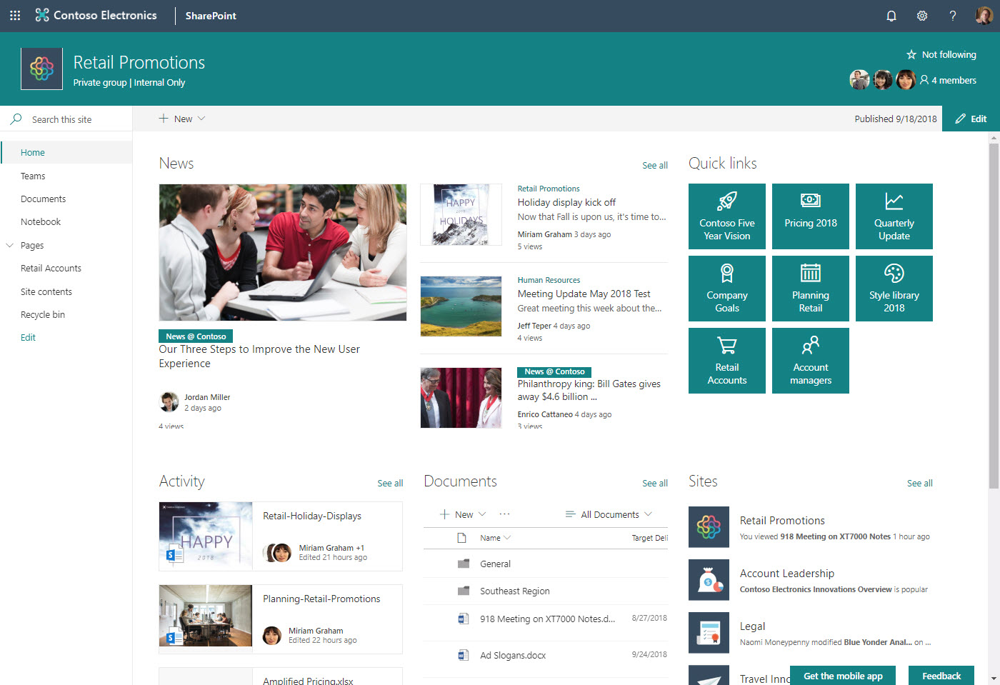 Contoso Electronics
SharePoint
Retail Promotions
Private group | Internal Only
Not following
4 members
Search this site
New
Published 9/18/2018
Edit
Home
Teams
Documents
Notebook
Pages
Retail Accounts
Site contents
Recycle bin
Edit
News
See all
News @ Contoso
Our Three Steps to Improve the New User
Experience
Jordan Miller
2 days ago
4 views
HAPPY
HOLIDAYS
Retail Promotions
Holiday display kick off
Now that Fall is upon us, it's time to...
Miriam Graham 3 days ago
5 views
Human Resources
Meeting Update May 2018 Test
Great meeting this week about the...
Jeff Teper 4 days ago
4 views
News @ Contoso
Philanthropy king: Bill Gates gives
away $4.6 billion ...
Enrico Cattaneo 4 days ago
3 views
Quick links
Contoso Five
Year Vision
Pricing 2018
Quarterly
Update
Company
Goals
Planning
Retail
Style library
2018
Retail
Accounts
Account
managers
Activity
See all
HAPPY
2018
Retail-Holiday-Displays
Miriam Graham +1
Edited 21 hours ago
Planning-Retail-Promotions
Miriam Graham
Edited 22 hours ago
Amplified Pricing.xlsx
Documents
See all
New
All Documents
Name
Target Deli
General
Southeast Region
918 Meeting on XT7000 Notes.d...
8/27/2018
Ad Slogans.docx
9/24/2018
Sites
See all
Retail Promotions
You viewed 918 Meeting on XT7000 Notes 1 hour ago
Account Leadership
Contoso Electronics Innovations Overview is popular
Legal
Naomi Moneypenny modified Blue Yonder Anal... on ...
Travel Inno
Get the mobile app
Feedback